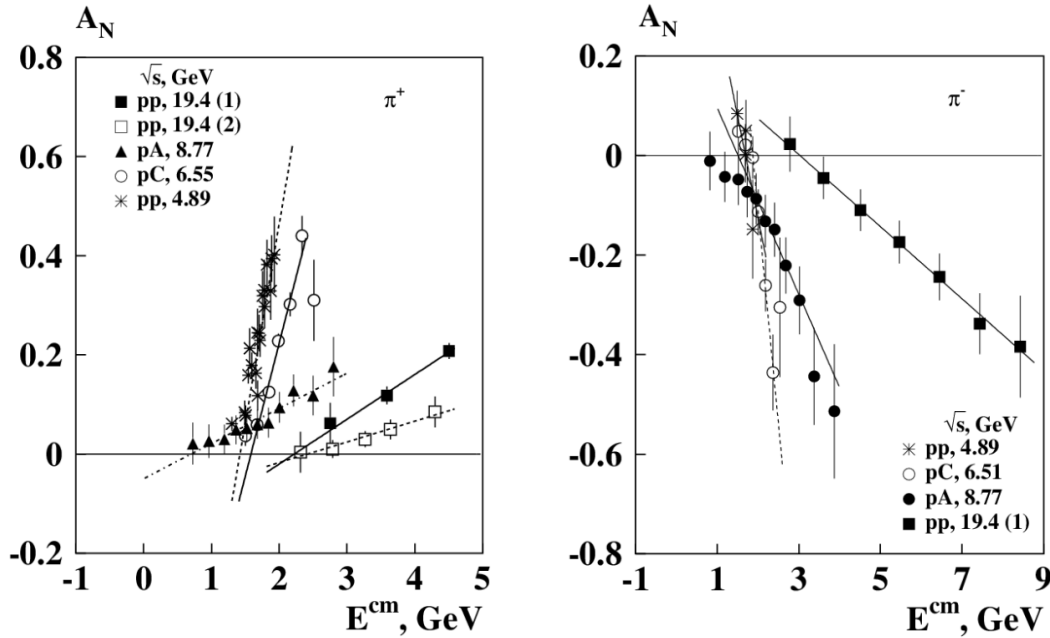 A_N
0.8
0.6
0.4
0.2
0
-0.2
-1 0 1 2 3 4 5
E^cm, GeV
√s, GeV
pp, 19.4 (1)
pp, 19.4 (2)
pA, 8.77
pC, 6.55
pp, 4.89
π⁺
A_N
0.2
0
-0.2
-0.4
-0.6
-0.8
-1 1 3 5 7 9
E^cm, GeV
π⁻
√s, GeV
pp, 4.89
pC, 6.51
pA, 8.77
pp, 19.4 (1)